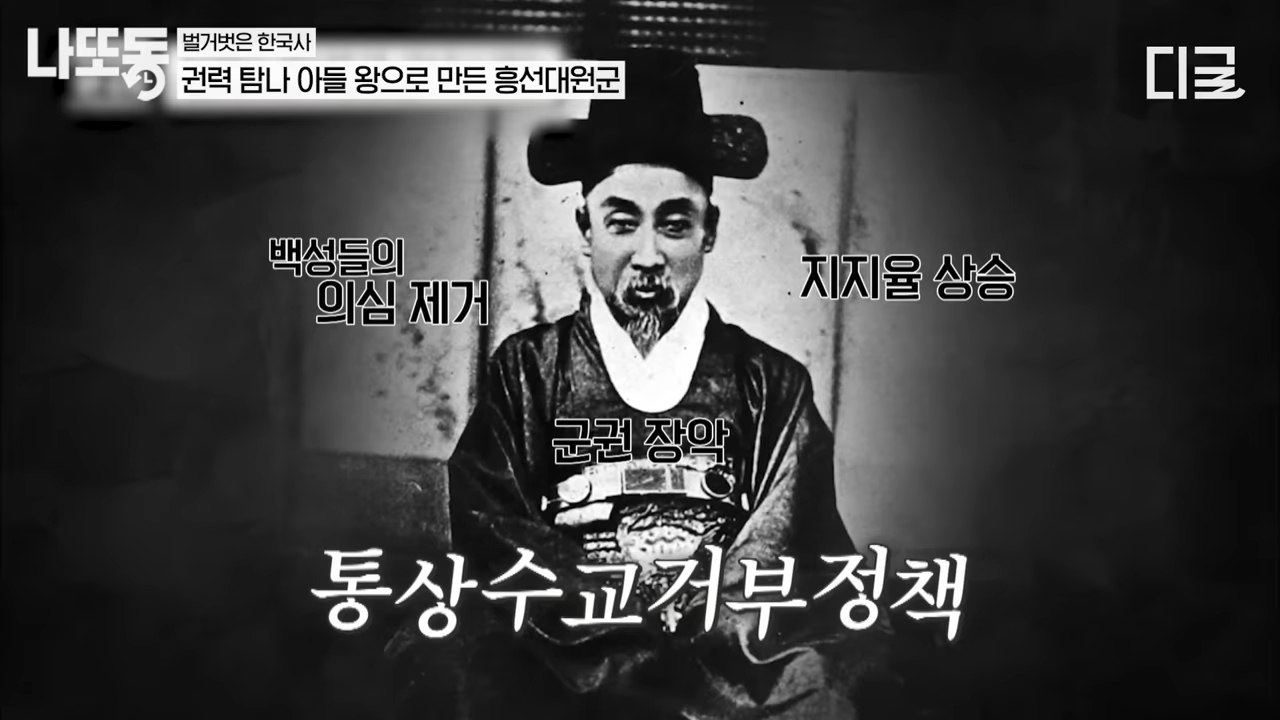 나또동
벌거벗은 한국사
권력 탐나 아들 왕으로 만든 흥선대원군
디글
백성들의
의심 제거
지지율 상승
군권 장악
통상수교거부정책